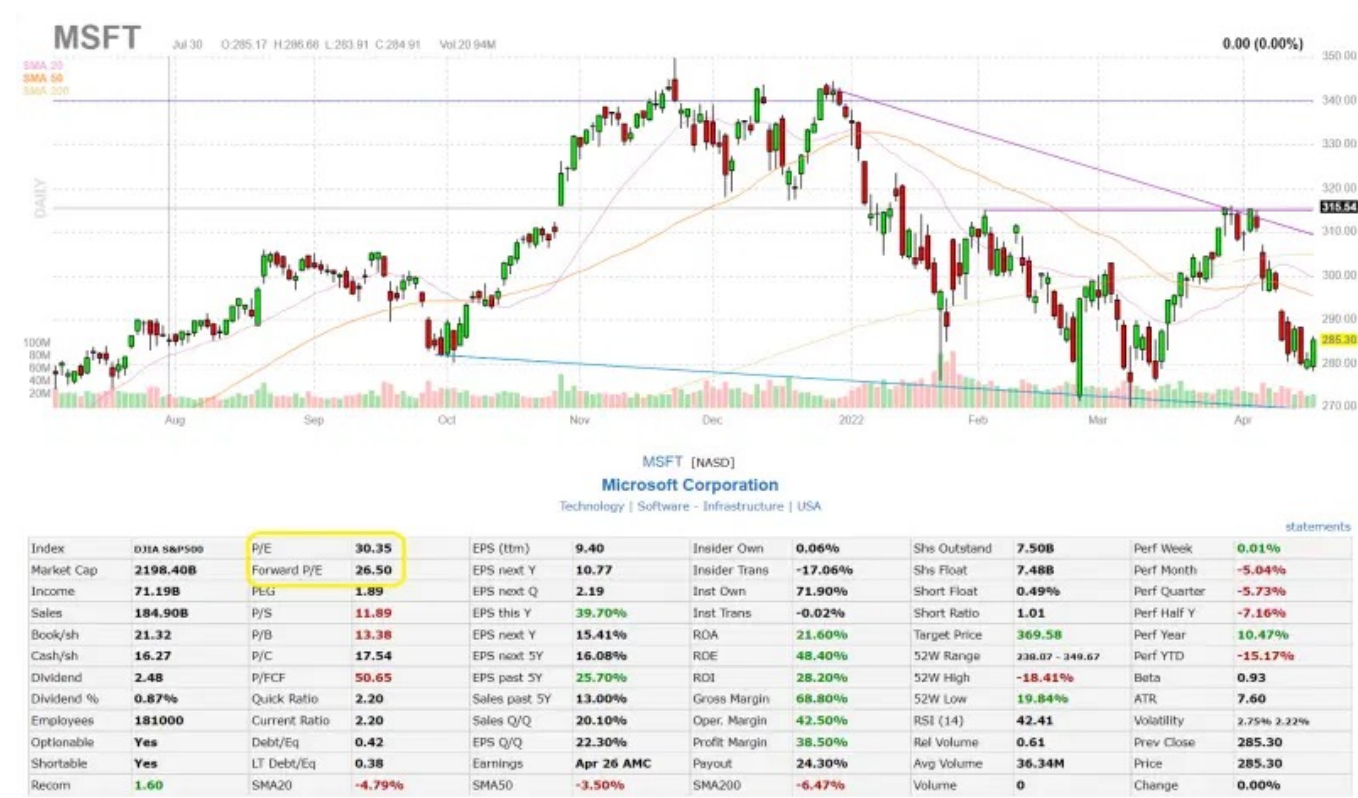 MSFT Jul 30 O:285.17 H:286.66 L:283.91 C:284.91 Vol:20.94M 0.00 (0.00%)
SMA 20
SMA 50
SMA 200
DAILY
350.00
340.00
330.00
320.00
315.54
310.00
300.00
290.00
285.30
280.00
270.00
100M
80M
60M
40M
20M
Aug Sep Oct Nov Dec 2022 Feb Mar Apr
MSFT [NASD]
Microsoft Corporation
Technology | Software - Infrastructure | USA
statements
Index DJIA S&P500 P/E 30.35 EPS (ttm) 9.40 Insider Own 0.06% Shs Outstand 7.50B Perf Week 0.01%
Market Cap 2198.40B Forward P/E 26.50 EPS next Y 10.77 Insider Trans -17.06% Shs Float 7.48B Perf Month -5.04%
Income 71.19B PEG 1.89 EPS next Q 2.19 Inst Own 71.90% Short Float 0.49% Perf Quarter -5.73%
Sales 184.90B P/S 11.89 EPS this Y 39.70% Inst Trans -0.02% Short Ratio 1.01 Perf Half Y -7.16%
Book/sh 21.32 P/B 13.38 EPS next Y 15.41% ROA 21.60% Target Price 369.58 Perf Year 10.47%
Cash/sh 16.27 P/C 17.54 EPS next 5Y 16.08% ROE 48.40% 52W Range 238.07 - 349.67 Perf YTD -15.17%
Dividend 2.48 P/FCF 50.65 EPS past 5Y 25.70% ROI 28.20% 52W High -18.41% Beta 0.93
Dividend % 0.87% Quick Ratio 2.20 Sales past 5Y 13.00% Gross Margin 68.80% 52W Low 19.84% ATR 7.60
Employees 181000 Current Ratio 2.20 Sales Q/Q 20.10% Oper. Margin 42.50% RSI (14) 42.41 Volatility 2.75% 2.22%
Optionable Yes Debt/Eq 0.42 EPS Q/Q 22.30% Profit Margin 38.50% Rel Volume 0.61 Prev Close 285.30
Shortable Yes LT Debt/Eq 0.38 Earnings Apr 26 AMC Payout 24.30% Avg Volume 36.34M Price 285.30
Recom 1.60 SMA20 -4.79% SMA50 -3.50% SMA200 -6.47% Volume 0 Change 0.00%